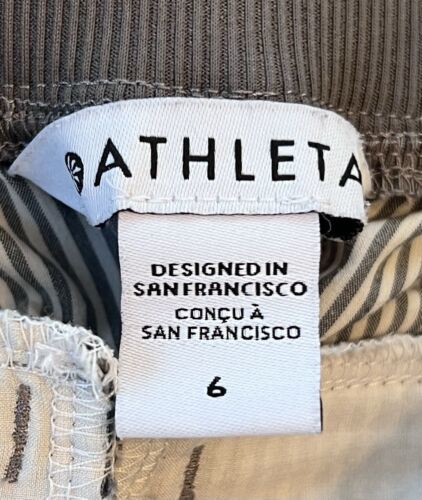 ATHLETA
DESIGNED IN
SAN FRANCISCO
CONÇU À
SAN FRANCISCO
6